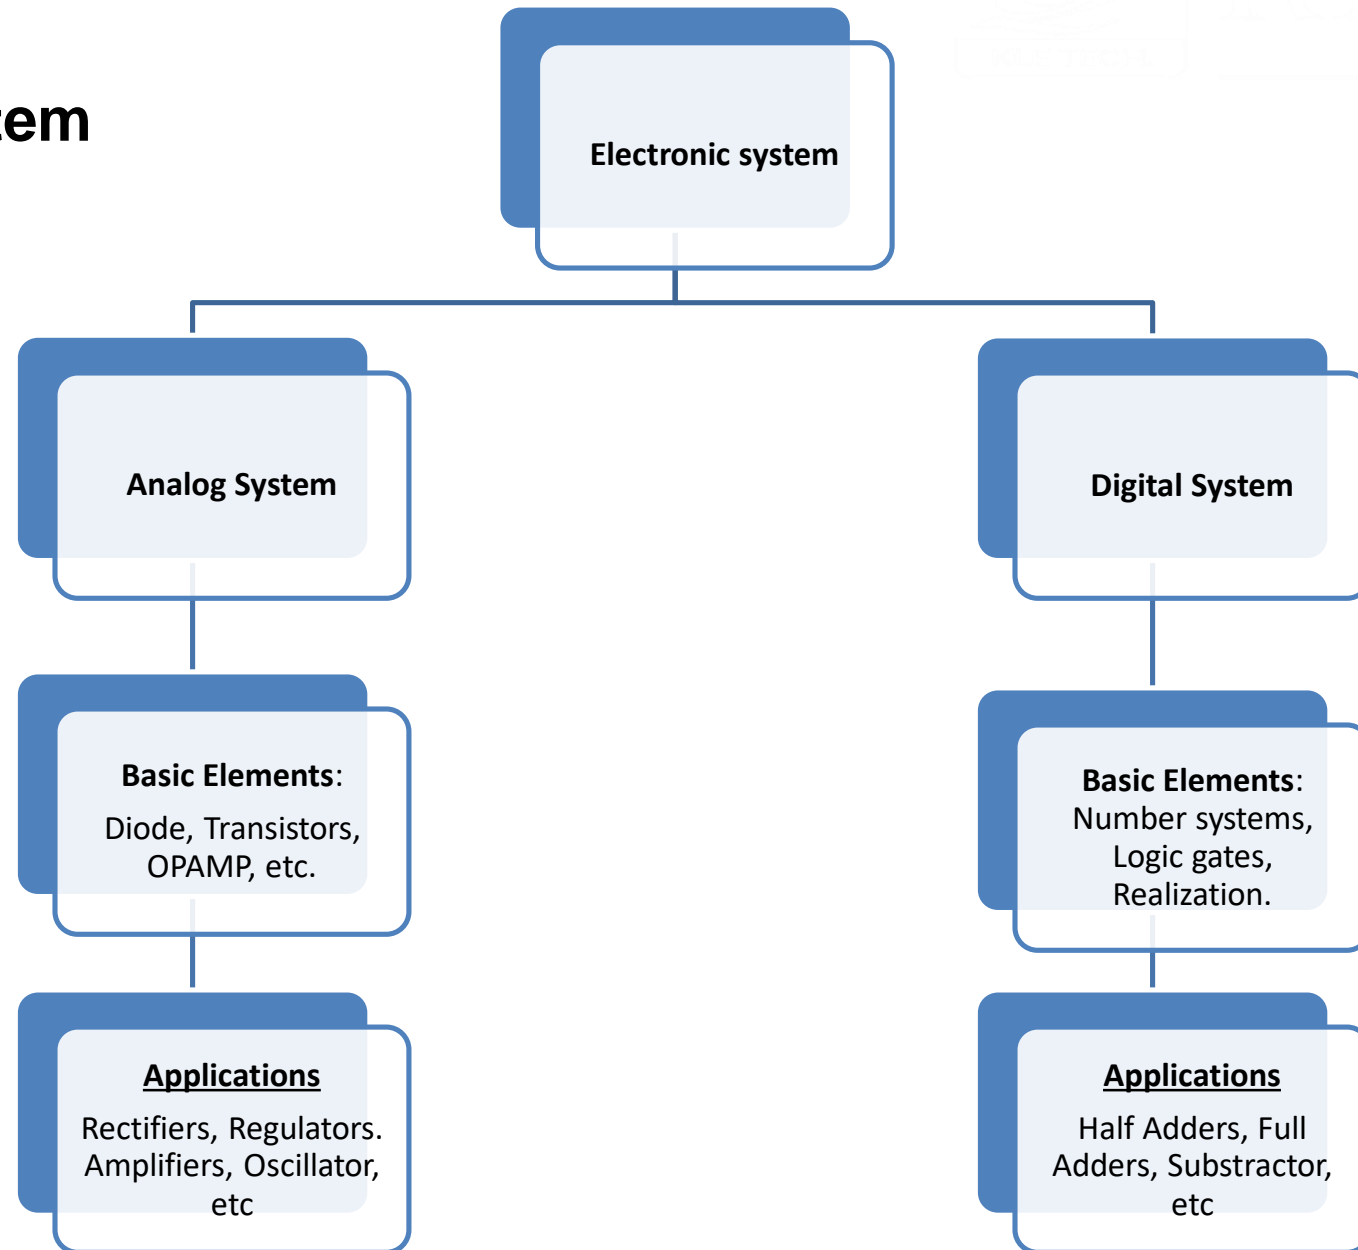 tem
Electronic system
Analog System
Digital System
Basic Elements:
Diode, Transistors,
OPAMP, etc.
Basic Elements:
Number systems,
Logic gates,
Realization.
Applications
Rectifiers, Regulators.
Amplifiers, Oscillator,
etc
Applications
Half Adders, Full
Adders, Substractor,
etc